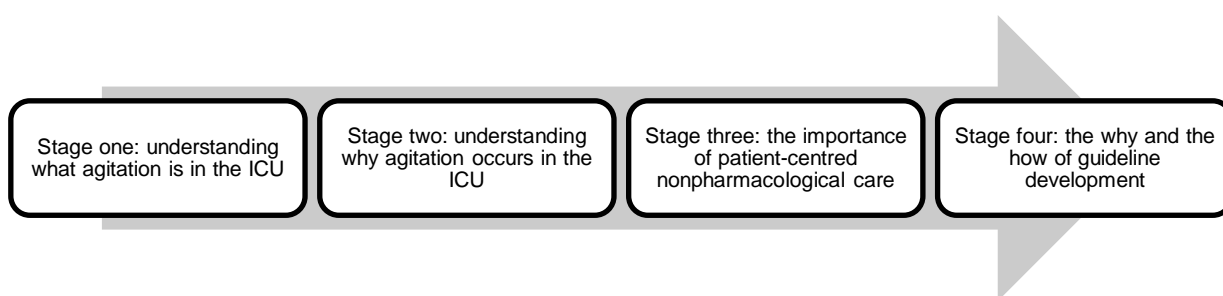 Stage one: understanding
what agitation is in the ICU
Stage two: understanding
why agitation occurs in the
ICU
Stage three: the importance
of patient-centred
nonpharmacological care
Stage four: the why and the
how of guideline
development